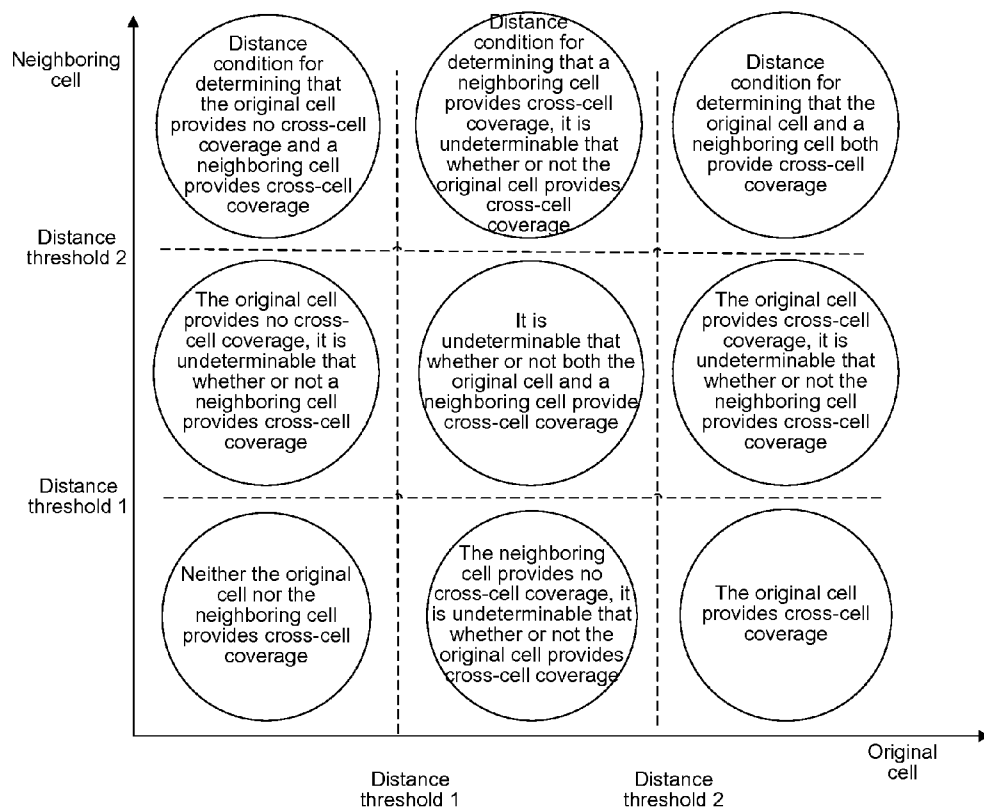 Neighboring
cell
Distance
condition for
determining that
the original cell
provides no cross-cell
coverage and a
neighboring cell
provides cross-cell
coverage
Distance
condition for
determining that a
neighboring cell
provides cross-cell
coverage, it is
undeterminable that
whether or not the
original cell provides
cross-cell
coverage
Distance
condition for
determining that the
original cell and a
neighboring cell both
provide cross-cell
coverage
Distance
threshold 2
The original cell
provides no cross-
cell coverage, it is
undeterminable that
whether or not a
neighboring cell
provides cross-cell
coverage
It is
undeterminable that
whether or not both the
original cell and a
neighboring cell provide
cross-cell coverage
The original cell
provides cross-cell
coverage, it is
undeterminable that
whether or not the
neighboring cell
provides cross-cell
coverage
Distance
threshold 1
Neither the original
cell nor the
neighboring cell
provides cross-cell
coverage
The neighboring
cell provides no
cross-cell coverage, it
is undeterminable that
whether or not the
original cell provides
cross-cell coverage
The original cell
provides cross-cell
coverage
Original
cell
Distance
threshold 1
Distance
threshold 2